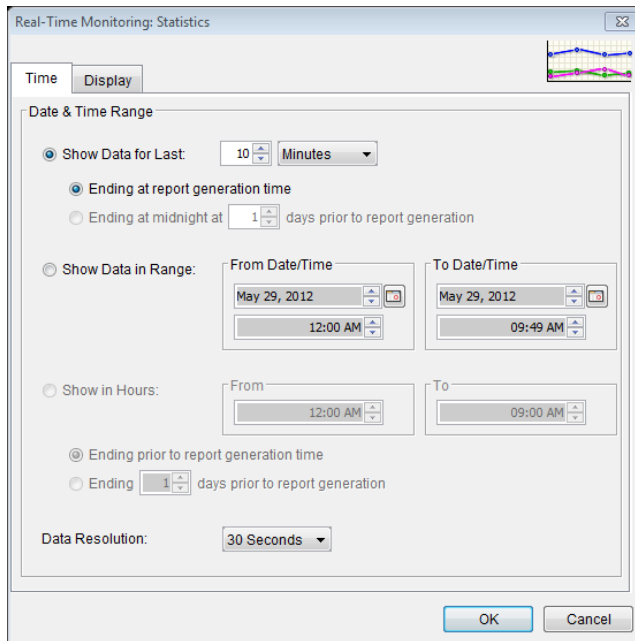 Real-Time Monitoring: Statistics
Time Display
Date & Time Range
Show Data for Last: 10 Minutes
Ending at report generation time
Ending at midnight at 1 days prior to report generation
Show Data in Range: From Date/Time To Date/Time
May 29, 2012 May 29, 2012
12:00 AM 09:49 AM
Show in Hours: From To
12:00 AM 09:00 AM
Ending prior to report generation time
Ending 1 days prior to report generation
Data Resolution: 30 Seconds
OK Cancel